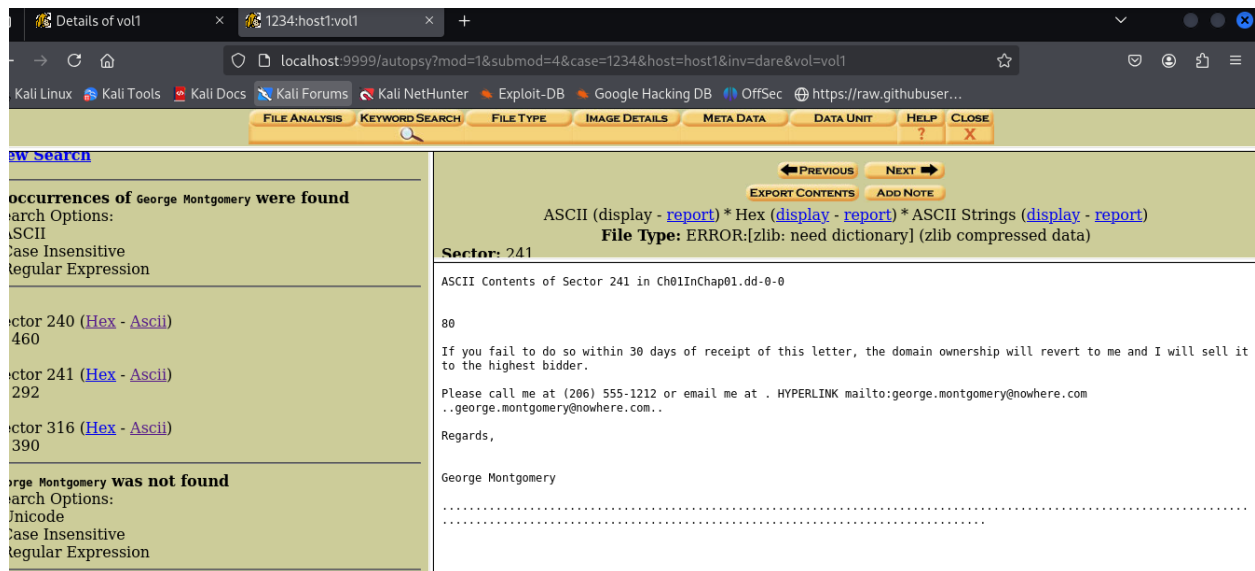 Details of vol1
1234:host1:vol1
localhost:9999/autopsy?mod=1&submod=4&case=1234&host=host1&inv=dare&vol=vol1
Kali Linux Kali Tools Kali Docs Kali Forums Kali NetHunter Exploit-DB Google Hacking DB OffSec https://raw.githubuser...
FILE ANALYSIS KEYWORD SEARCH FILE TYPE IMAGE DETAILS META DATA DATA UNIT HELP CLOSE
? X
ew Search
occurrences of George Montgomery were found
earch Options:
ASCII
Case Insensitive
Regular Expression
ector 240 (Hex - Ascii)
460
ector 241 (Hex - Ascii)
292
ector 316 (Hex - Ascii)
390
orge Montgomery was not found
earch Options:
Unicode
Case Insensitive
Regular Expression
PREVIOUS NEXT
EXPORT CONTENTS ADD NOTE
ASCII (display - report) * Hex (display - report) * ASCII Strings (display - report)
File Type: ERROR:[zlib: need dictionary] (zlib compressed data)
Sector: 241
ASCII Contents of Sector 241 in Ch01InChap01.dd-0-0
80
If you fail to do so within 30 days of receipt of this letter, the domain ownership will revert to me and I will sell it
to the highest bidder.
Please call me at (206) 555-1212 or email me at . HYPERLINK mailto:george.montgomery@nowhere.com
..george.montgomery@nowhere.com..
Regards,
George Montgomery